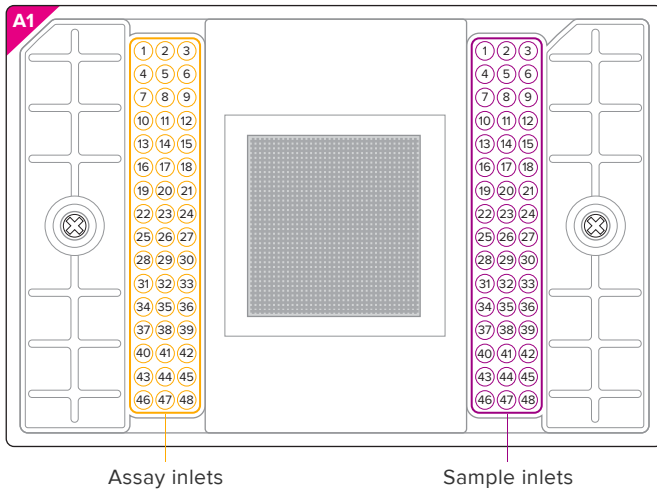 A1
1 2 3 1 2 3
4 5 6 4 5 6
7 8 9 7 8 9
10 11 12 10 11 12
13 14 15 13 14 15
16 17 18 16 17 18
19 20 21 19 20 21
22 23 24 22 23 24
25 26 27 25 26 27
28 29 30 28 29 30
31 32 33 31 32 33
34 35 36 34 35 36
37 38 39 37 38 39
40 41 42 40 41 42
43 44 45 43 44 45
46 47 48 46 47 48
Assay inlets Sample inlets